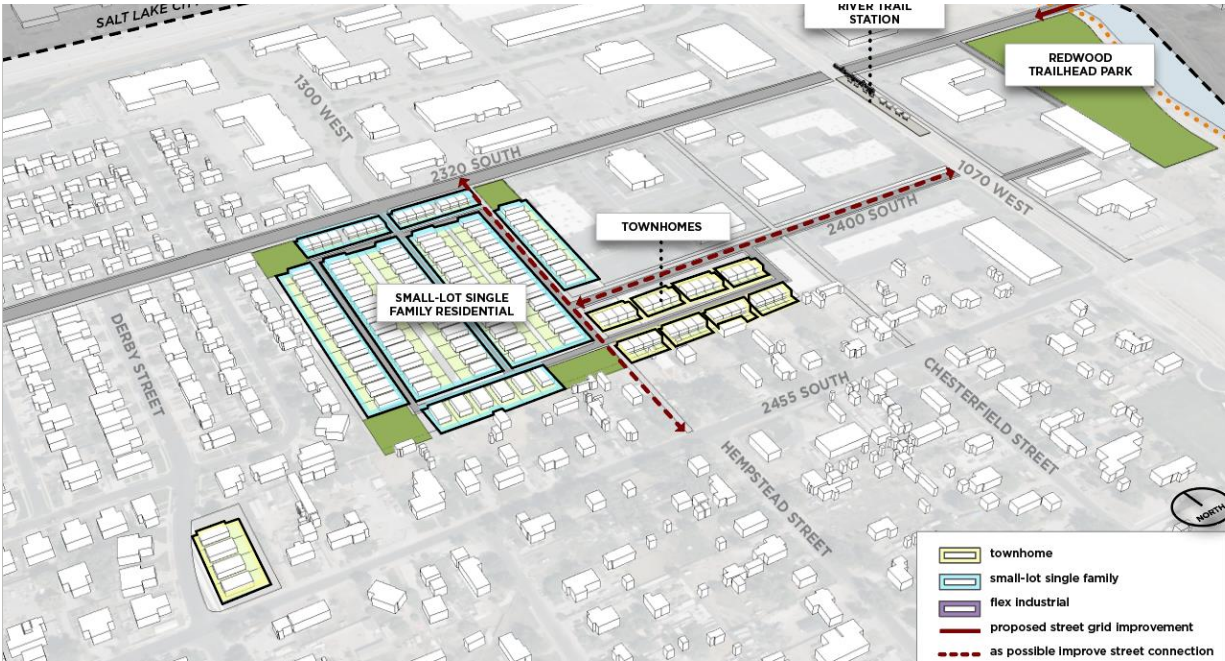 SALT LAKE CITY
RIVER TRAIL
STATION
REDWOOD
TRAILHEAD PARK
1300 WEST
2320 SOUTH
1070 WEST
2400 SOUTH
TOWNHOMES
SMALL-LOT SINGLE
FAMILY RESIDENTIAL
DERBY STREET
2455 SOUTH
CHESTERFIELD STREET
HEMPSTEAD STREET
NORTH
townhome
small-lot single family
flex industrial
proposed street grid improvement
as possible improve street connection